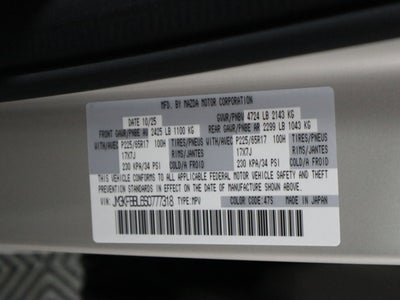 MFD. BY MAZDA MOTOR CORPORATION
DATE 10/25 GVWR/PNBV 4724 LB 2143 KG
FRONT GAWR/PNBE AV 2425 LB 1100 KG REAR GAWR/PNBE AR 2299 LB 1043 KG
WITH/AVEC P225/65R17 100H TIRES/PNEUS WITH/AVEC P225/65R17 100H TIRES/PNEUS
17X7J RIMS/JANTES 17X7J RIMS/JANTES
230 KPA/34 PSI COLD/A FROID 230 KPA/34 PSI COLD/A FROID
THIS VEHICLE CONFORMS TO ALL APPLICABLE FEDERAL MOTOR VEHICLE SAFETY AND THEFT
PREVENTION STANDARDS IN EFFECT ON THE DATE OF MANUFACTURE SHOWN ABOVE.
VIN: TYPE: MPV
COLOR: 47S MADE IN JAPAN